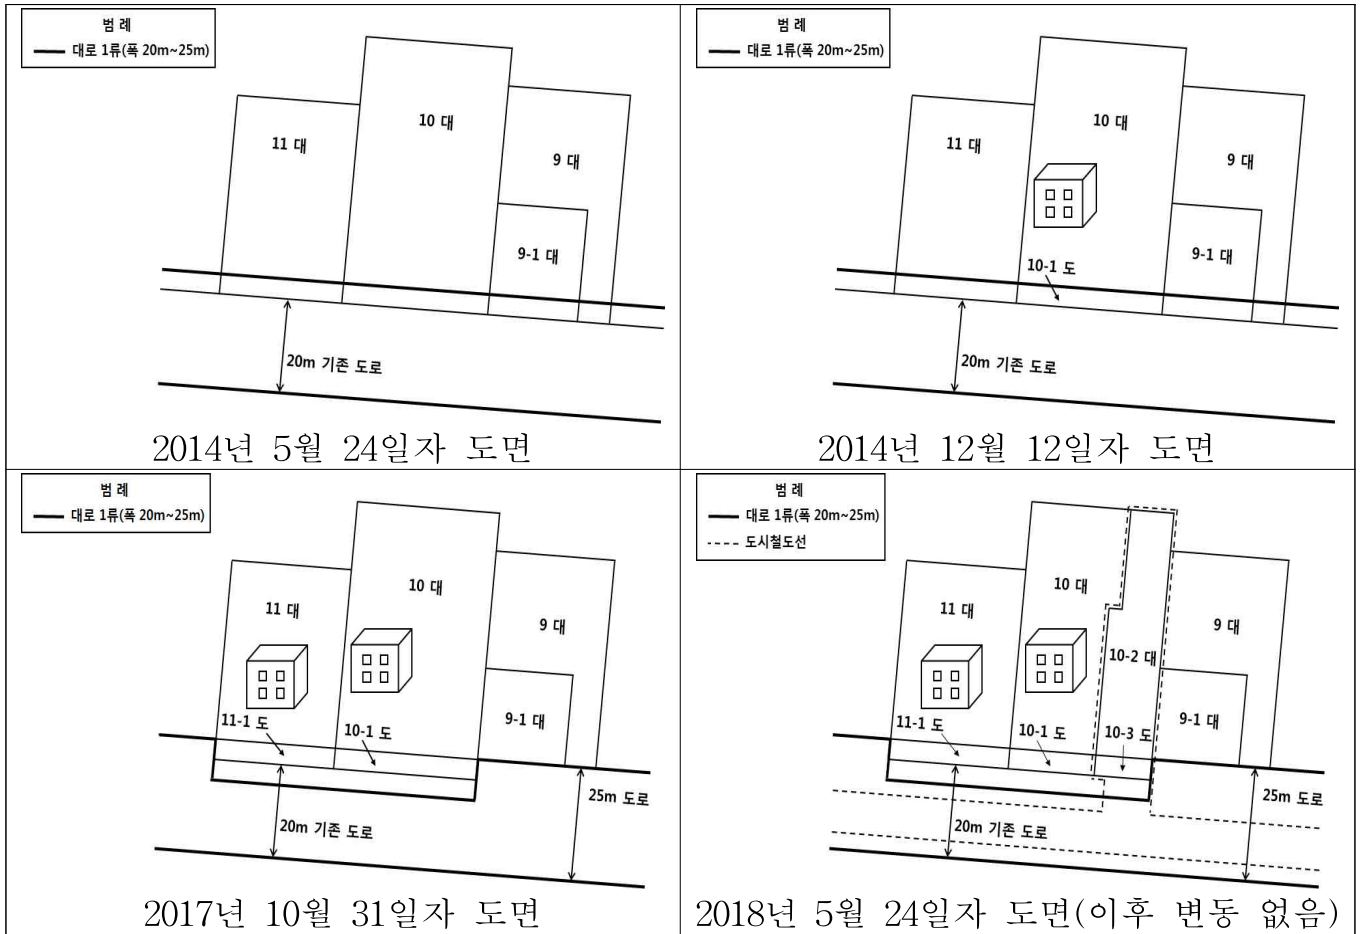 범 례
대로 1류(폭 20m~25m)
11 대
10 대
9 대
9-1 대
20m 기존 도로
2014년 5월 24일자 도면
범 례
대로 1류(폭 20m~25m)
11 대
10 대
9 대
9-1 대
10-1 도
20m 기존 도로
2014년 12월 12일자 도면
범 례
대로 1류(폭 20m~25m)
11 대
10 대
9 대
9-1 대
11-1 도
10-1 도
25m 도로
20m 기존 도로
2017년 10월 31일자 도면
범 례
대로 1류(폭 20m~25m)
도시철도선
11 대
10 대
9 대
10-2 대
9-1 대
11-1 도
10-1 도
10-3 도
25m 도로
20m 기존 도로
2018년 5월 24일자 도면(이후 변동 없음)